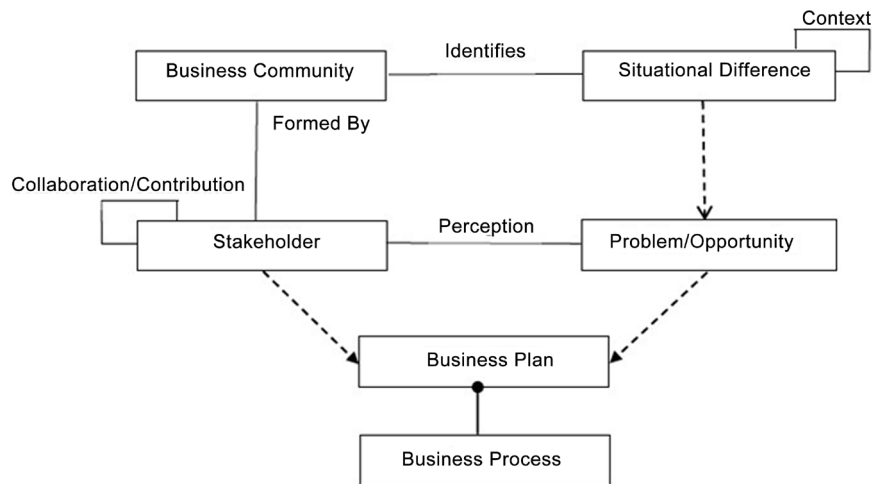 Context
Identifies
Business Community
Situational Difference
Formed By
Collaboration/Contribution
Perception
Stakeholder
Problem/Opportunity
Business Plan
Business Process